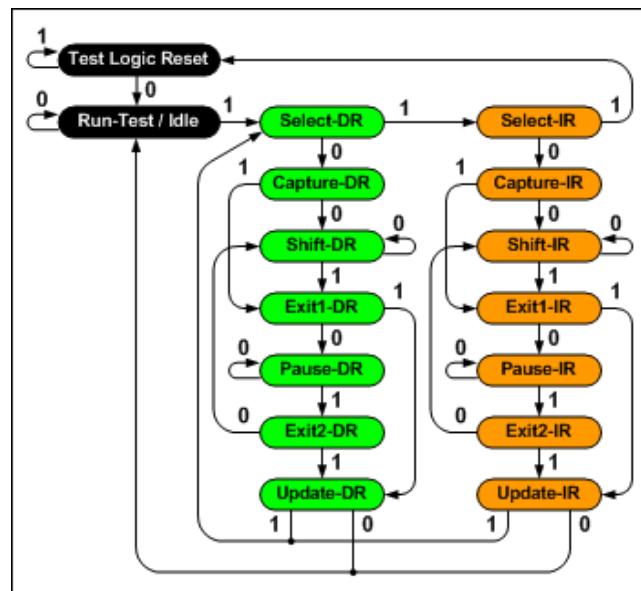 1
Test Logic Reset
0
0
Run-Test / Idle
1
Select-DR
1
Select-IR
1
0
0
1
Capture-DR
1
Capture-IR
0
0
Shift-DR
0
Shift-IR
0
1
1
Exit1-DR
1
Exit1-IR
1
0
0
0
Pause-DR
0
Pause-IR
1
1
0
Exit2-DR
0
Exit2-IR
1
1
Update-DR
Update-IR
1
0
1
0